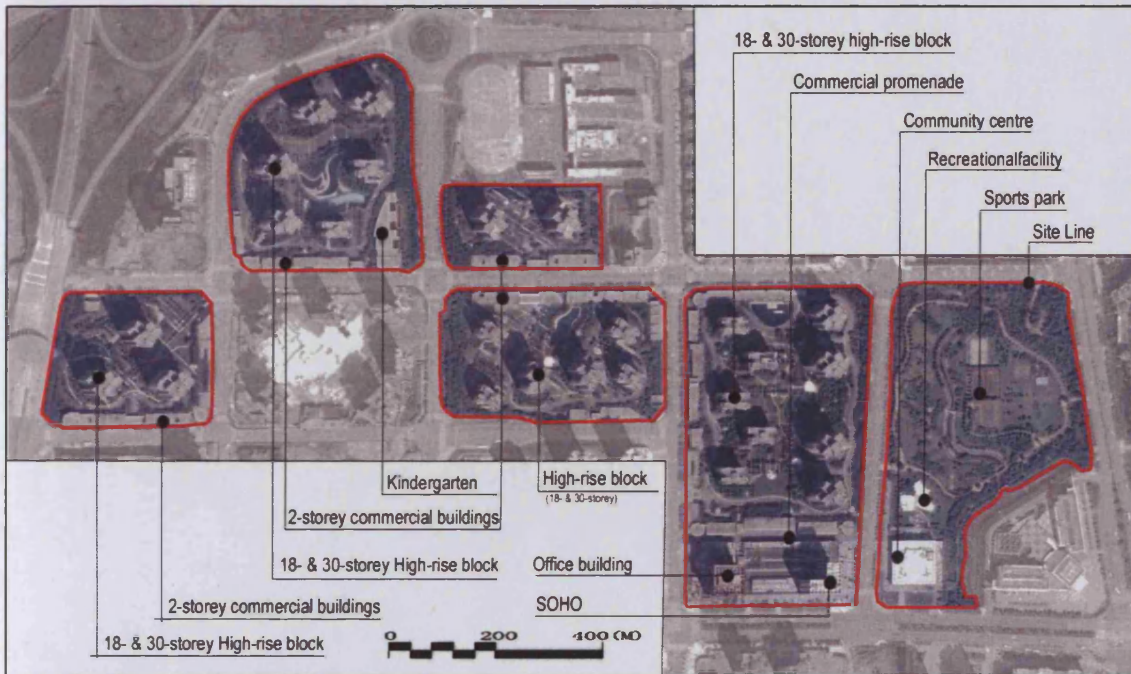 18- & 30-storey high-rise block
Commercial promenade
Community centre
Recreationalfacility
Sports park
Site Line
Kindergarten
High-rise block
(18- & 30-storey)
2-storey commercial buildings
18- & 30-storey High-rise block
Office building
2-storey commercial buildings
SOHO
18- & 30-storey High-rise block
0 200 400 (M)